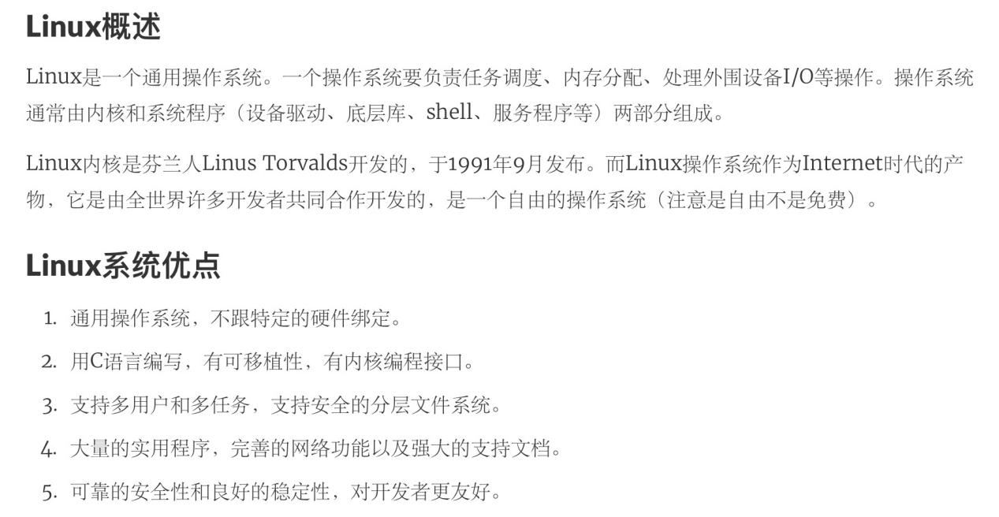 Linux概述
Linux是一个通用操作系统。一个操作系统要负责任务调度、内存分配、处理外围设备I/O等操作。操作系统
通常由内核和系统程序（设备驱动、底层库、shell、服务程序等）两部分组成。
Linux内核是芬兰人Linus Torvalds开发的，于1991年9月发布。而Linux操作系统作为Internet时代的产
物，它是由全世界许多开发者共同合作开发的，是一个自由的操作系统（注意是自由不是免费）。
Linux系统优点
1. 通用操作系统，不跟特定的硬件绑定。
2. 用C语言编写，有可移植性，有内核编程接口。
3. 支持多用户和多任务，支持安全的分层文件系统。
4. 大量的实用程序，完善的网络功能以及强大的支持文档。
5. 可靠的安全性和良好的稳定性，对开发者更友好。